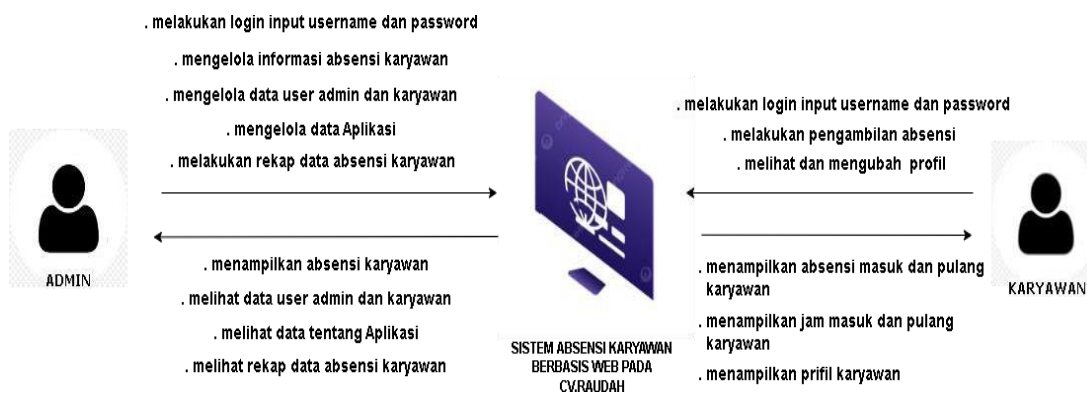 . melakukan login input username dan password
. mengelola informasi absensi karyawan
. mengelola data user admin dan karyawan
. mengelola data Aplikasi
. melakukan rekap data absensi karyawan
ADMIN
. menampilkan absensi karyawan
. melihat data user admin dan karyawan
. melihat data tentang Aplikasi
. melihat rekap data absensi karyawan
SISTEM ABSENSI KARYAWAN
BERBASIS WEB PADA
CV.RAUDAH
. melakukan login input username dan password
. melakukan pengambilan absensi
. melihat dan mengubah profil
KARYAWAN
. menampilkan absensi masuk dan pulang
karyawan
. menampilkan jam masuk dan pulang
karyawan
. menampilkan prifil karyawan